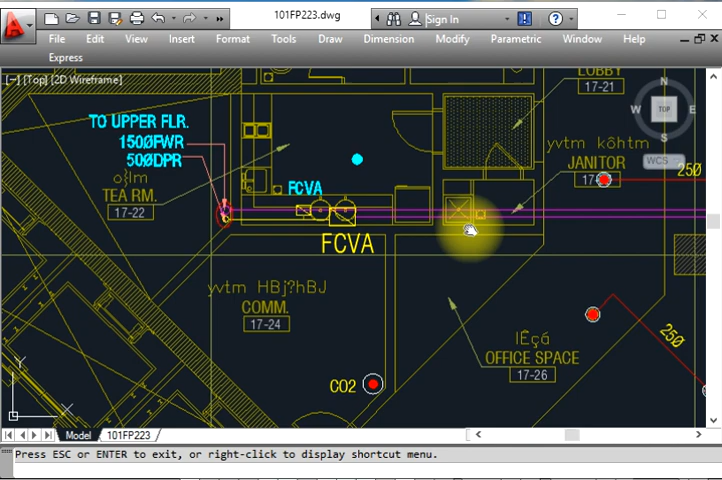 101FP223.dwg
Sign In
File Edit View Insert Format Tools Draw Dimension Modify Parametric Window Help
Express
[−] [Top] [2D Wireframe]
LOBBY
17-21
N
W TOP E
S
WCS
TO UPPER FLR.
150ØFWR
50ØDPR
yvtm kôhtm
JANITOR
17-
25Ø
TEA RM.
17-22
FCVA
FCVA
yvtm HBj?hBJ
COMM.
17-24
lÊçá
OFFICE SPACE
17-26
25Ø
CO2
Y
X
Model 101FP223
Press ESC or ENTER to exit, or right-click to display shortcut menu.